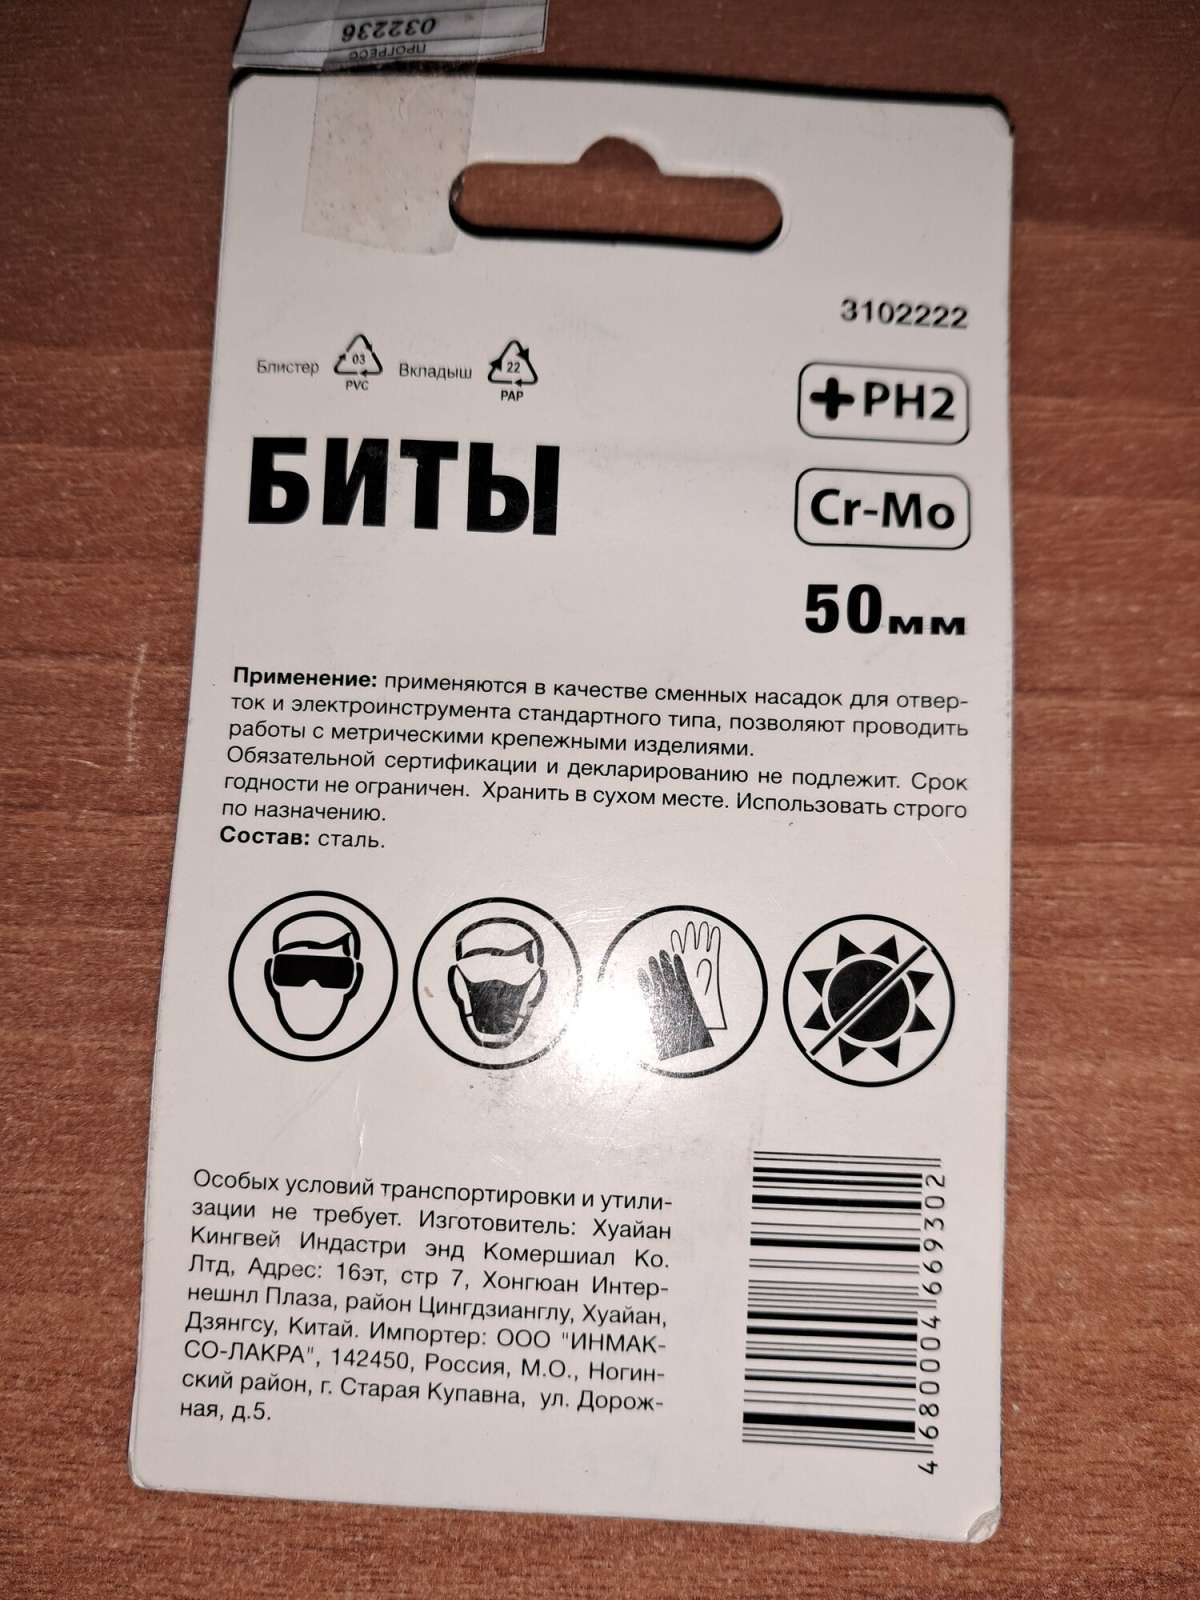 032236
ПРОГРЕСС
3102222
Блистер 03 PVC Вкладыш 22 PAP
+PH2
БИТЫ
Cr-Mo
50мм
Применение: применяются в качестве сменных насадок для отвер-
ток и электроинструмента стандартного типа, позволяют проводить
работы с метрическими крепежными изделиями.
Обязательной сертификации и декларированию не подлежит. Срок
годности не ограничен. Хранить в сухом месте. Использовать строго
по назначению.
Состав: сталь.
Особых условий транспортировки и утили-
зации не требует. Изготовитель: Хуайан
Кингвей Индастри энд Комершиал Ко.
Лтд, Адрес: 16эт, стр 7, Хонгюан Интер-
нешнл Плаза, район Цингдзианглу, Хуайан,
Дзянгсу, Китай. Импортер: ООО "ИНМАК-
СО-ЛАКРА", 142450, Россия, М.О., Ногин-
ский район, г. Старая Купавна, ул. Дорож-
ная, д.5.
4 680004 669302